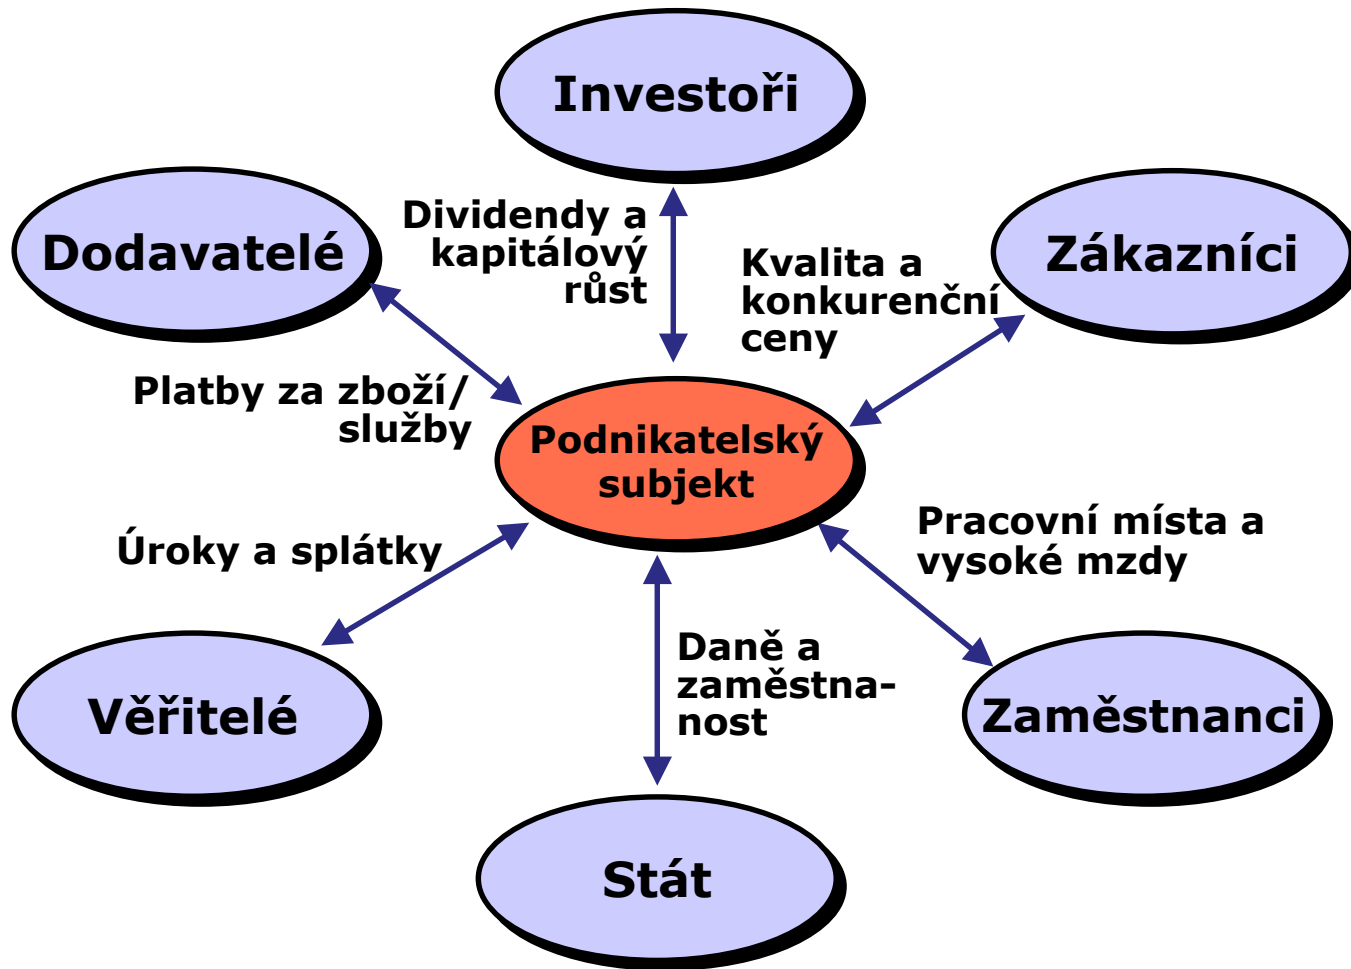 Investoři
Dodavatelé
Dividendy a
kapitálový
růst
Zákazníci
Kvalita a
konkurenční
ceny
Platby za zboží/
služby
Podnikatelský
subjekt
Úroky a splátky
Pracovní místa a
vysoké mzdy
Věřitelé
Daně a
zaměstna-
nost
Zaměstnanci
Stát